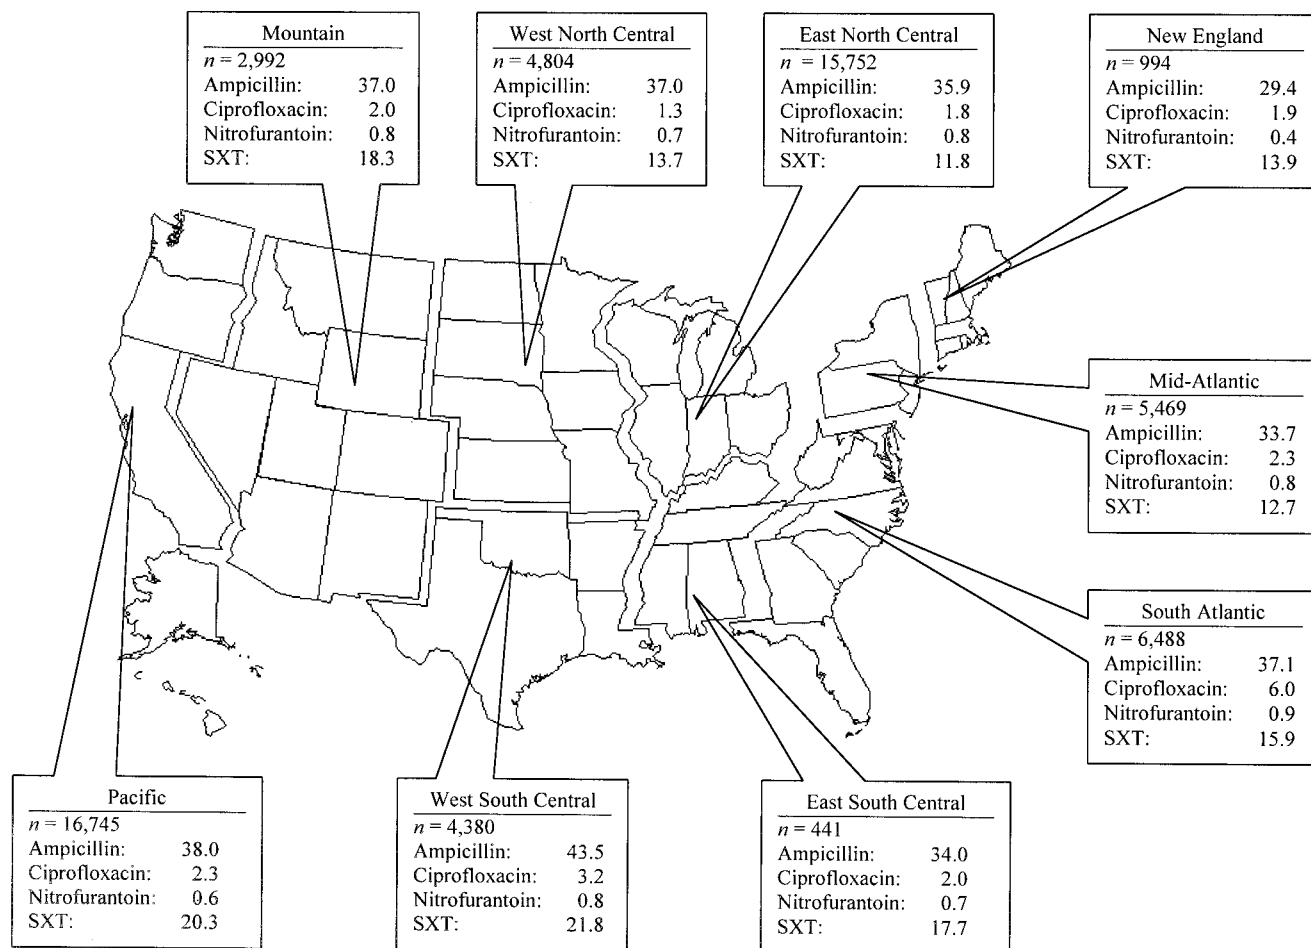 Mountain
n = 2,992
Ampicillin: 37.0
Ciprofloxacin: 2.0
Nitrofurantoin: 0.8
SXT: 18.3
West North Central
n = 4,804
Ampicillin: 37.0
Ciprofloxacin: 1.3
Nitrofurantoin: 0.7
SXT: 13.7
East North Central
n = 15,752
Ampicillin: 35.9
Ciprofloxacin: 1.8
Nitrofurantoin: 0.8
SXT: 11.8
New England
n = 994
Ampicillin: 29.4
Ciprofloxacin: 1.9
Nitrofurantoin: 0.4
SXT: 13.9
Mid-Atlantic
n = 5,469
Ampicillin: 33.7
Ciprofloxacin: 2.3
Nitrofurantoin: 0.8
SXT: 12.7
South Atlantic
n = 6,488
Ampicillin: 37.1
Ciprofloxacin: 6.0
Nitrofurantoin: 0.9
SXT: 15.9
Pacific
n = 16,745
Ampicillin: 38.0
Ciprofloxacin: 2.3
Nitrofurantoin: 0.6
SXT: 20.3
West South Central
n = 4,380
Ampicillin: 43.5
Ciprofloxacin: 3.2
Nitrofurantoin: 0.8
SXT: 21.8
East South Central
n = 441
Ampicillin: 34.0
Ciprofloxacin: 2.0
Nitrofurantoin: 0.7
SXT: 17.7